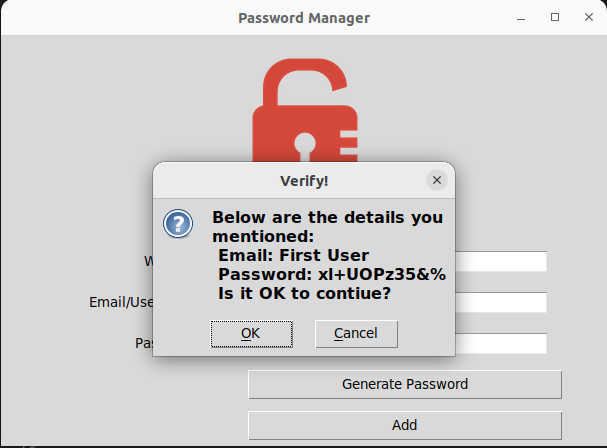 Password Manager
Verify!
Below are the details you
mentioned:
Email: First User
Password: xl+UOPz35&%
Is it OK to contiue?
OK
Cancel
W
Email/Use
Pas
Generate Password
Add